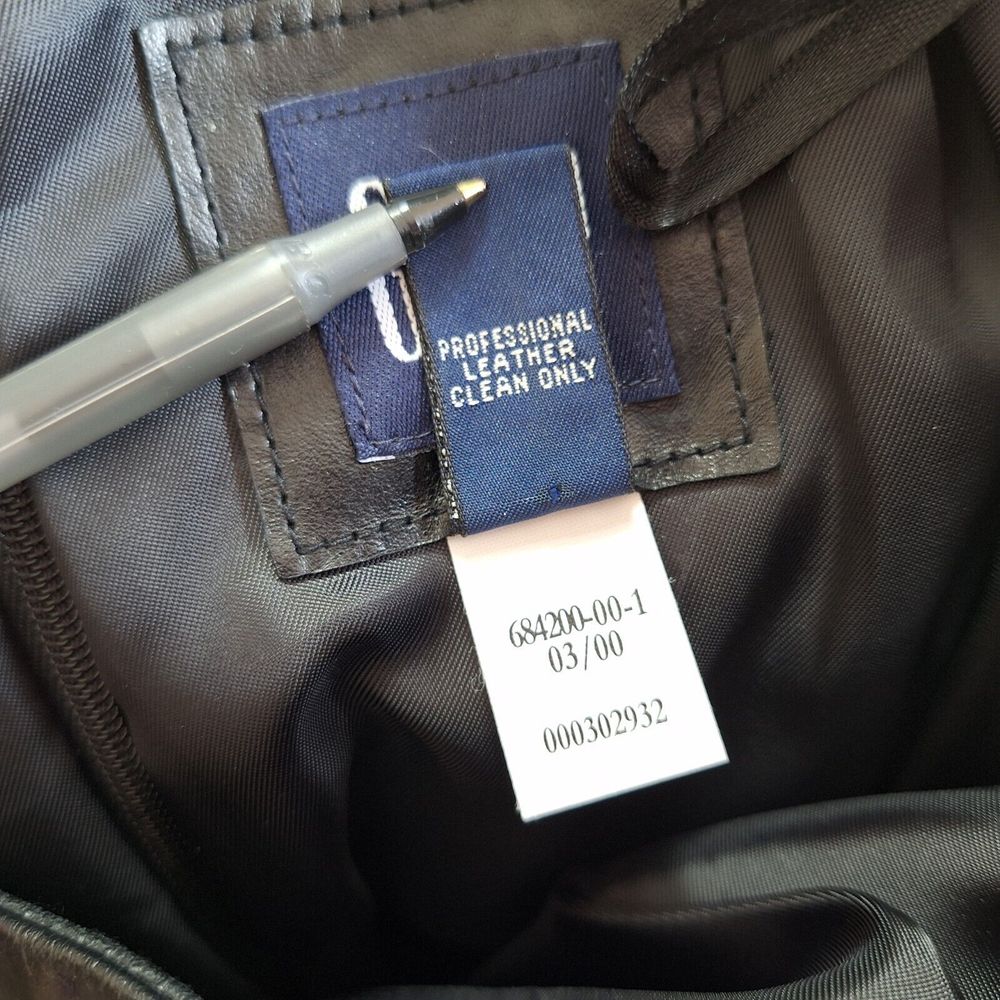 PROFESSIONAL
LEATHER
CLEAN ONLY
684200-00-1
03/00
000302932